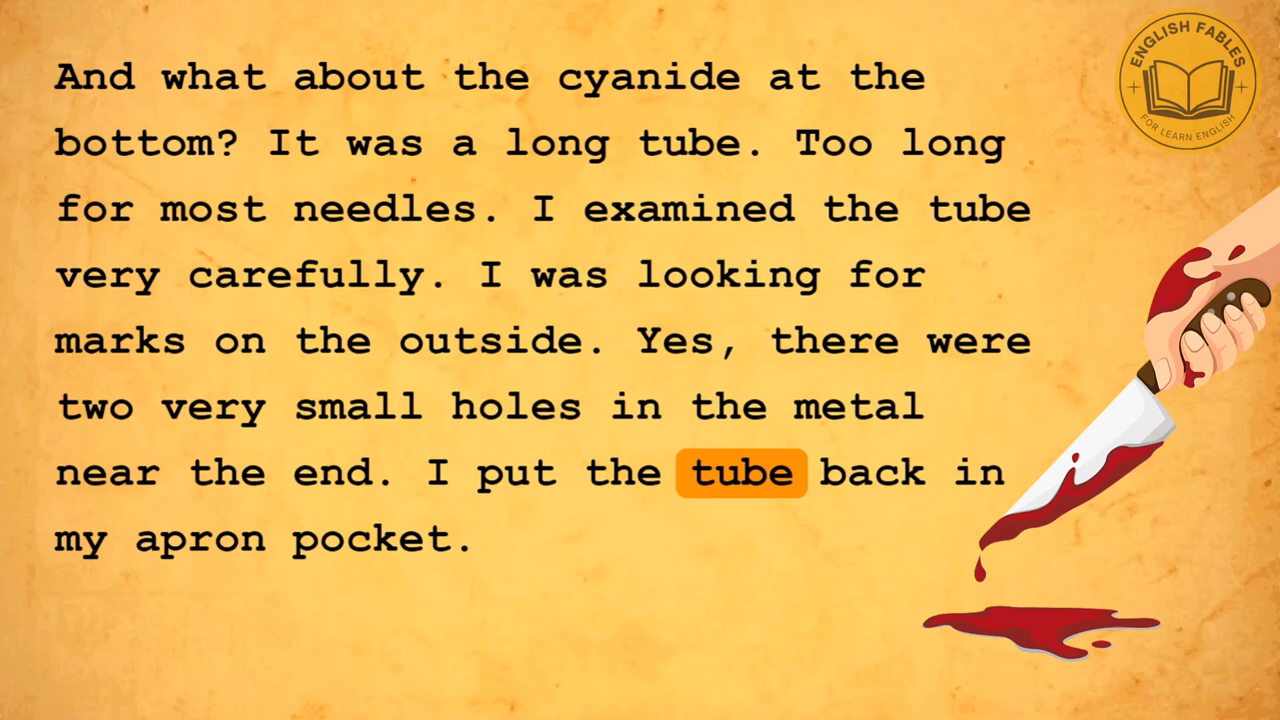 And what about the cyanide at the
bottom? It was a long tube. Too long
for most needles. I examined the tube
very carefully. I was looking for
marks on the outside. Yes, there were
two very small holes in the metal
near the end. I put the tube back in
my apron pocket.
ENGLISH FABLES
FOR LEARN ENGLISH